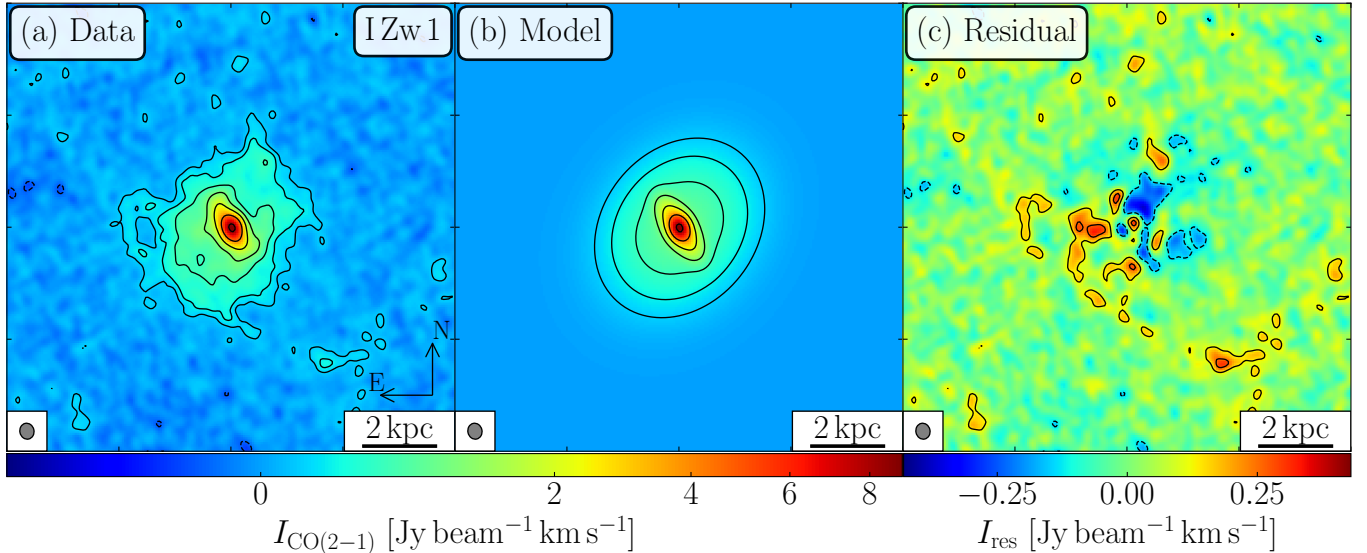 (a) Data
I Zw 1
(b) Model
(c) Residual
N
E
2 kpc
2 kpc
2 kpc
0 2 4 6 8
−0.25 0.00 0.25
I_CO(2−1) [Jy beam⁻¹ km s⁻¹]
I_res [Jy beam⁻¹ km s⁻¹]